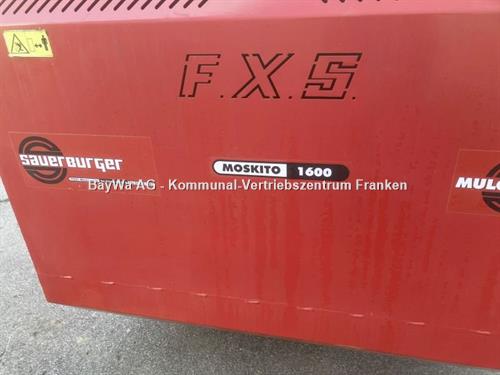 F.X.S.
sauerburger
MOSKITO 1600
MULC
BayWa AG - Kommunal-Vertriebszentrum Franken